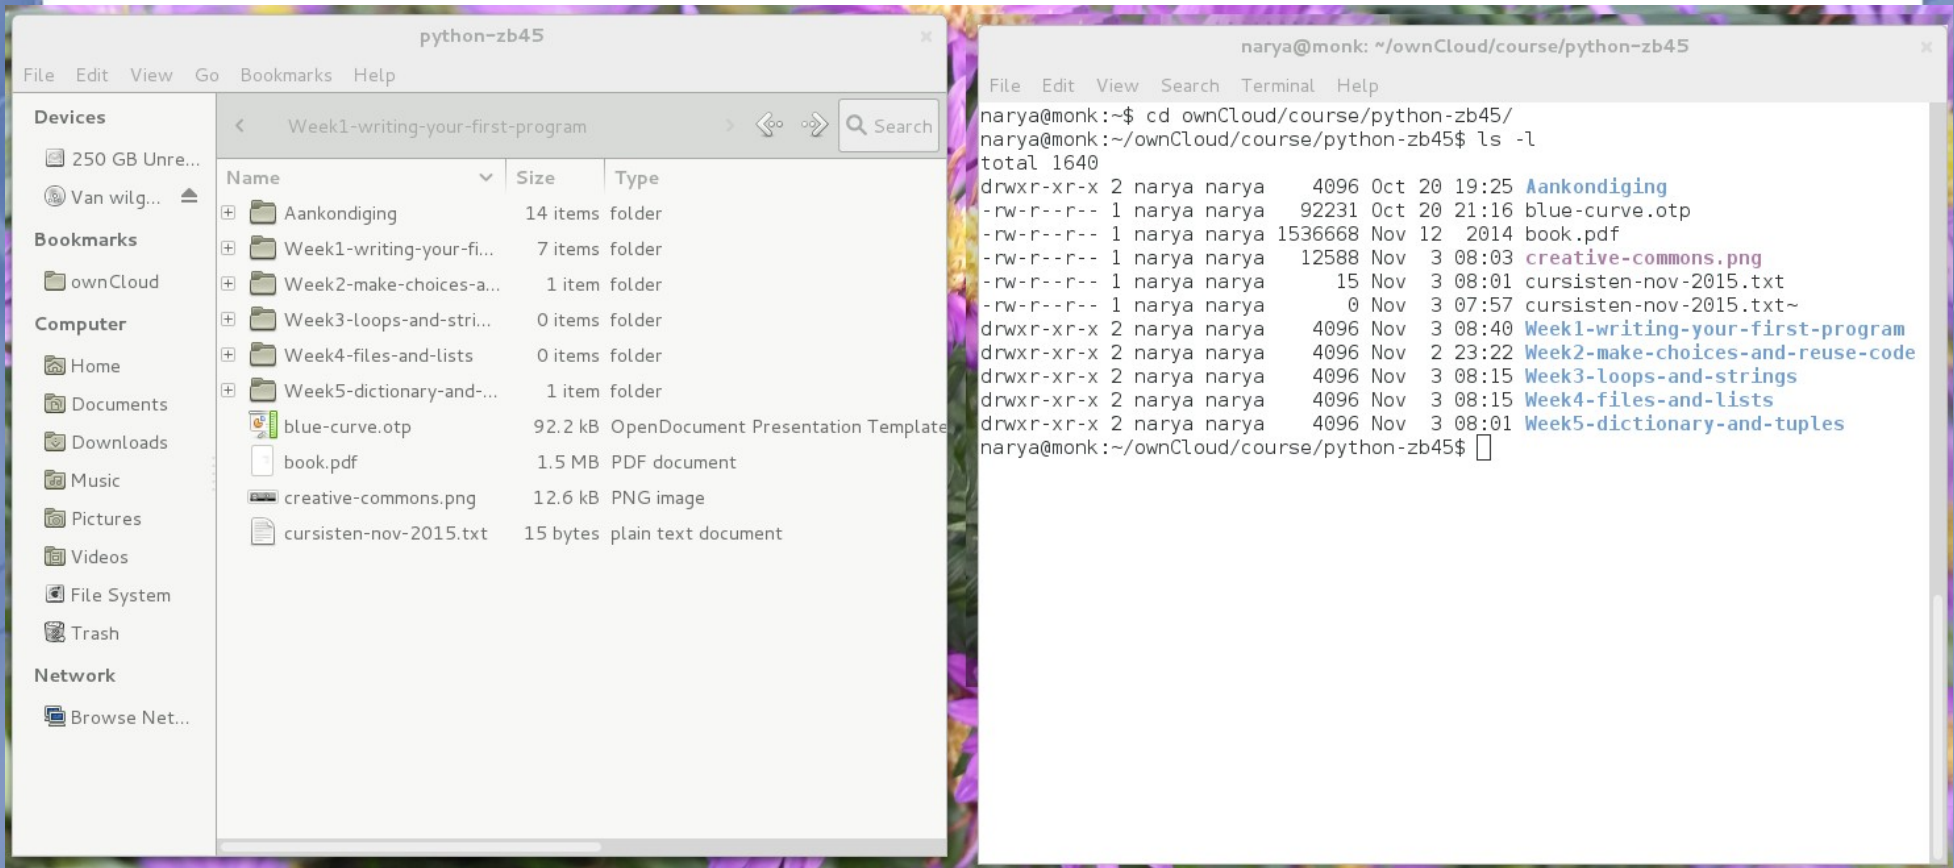 python-zb45
File Edit View Go Bookmarks Help
Devices
250 GB Unre...
Van wilg...
Bookmarks
ownCloud
Computer
Home
Documents
Downloads
Music
Pictures
Videos
File System
Trash
Network
Browse Net...
Week1-writing-your-first-program
Search
Name Size Type
Aankondiging 14 items folder
Week1-writing-your-fi... 7 items folder
Week2-make-choices-a... 1 item folder
Week3-loops-and-stri... 0 items folder
Week4-files-and-lists 0 items folder
Week5-dictionary-and-... 1 item folder
blue-curve.otp 92.2 kB OpenDocument Presentation Template
book.pdf 1.5 MB PDF document
creative-commons.png 12.6 kB PNG image
cursisten-nov-2015.txt 15 bytes plain text document
narya@monk: ~/ownCloud/course/python-zb45
File Edit View Search Terminal Help
narya@monk:~$ cd ownCloud/course/python-zb45/
narya@monk:~/ownCloud/course/python-zb45$ ls -l
total 1640
drwxr-xr-x 2 narya narya    4096 Oct 20 19:25 Aankondiging
-rw-r--r-- 1 narya narya   92231 Oct 20 21:16 blue-curve.otp
-rw-r--r-- 1 narya narya 1536668 Nov 12  2014 book.pdf
-rw-r--r-- 1 narya narya   12588 Nov  3 08:03 creative-commons.png
-rw-r--r-- 1 narya narya      15 Nov  3 08:01 cursisten-nov-2015.txt
-rw-r--r-- 1 narya narya       0 Nov  3 07:57 cursisten-nov-2015.txt~
drwxr-xr-x 2 narya narya    4096 Nov  3 08:40 Week1-writing-your-first-program
drwxr-xr-x 2 narya narya    4096 Nov  2 23:22 Week2-make-choices-and-reuse-code
drwxr-xr-x 2 narya narya    4096 Nov  3 08:15 Week3-loops-and-strings
drwxr-xr-x 2 narya narya    4096 Nov  3 08:15 Week4-files-and-lists
drwxr-xr-x 2 narya narya    4096 Nov  3 08:01 Week5-dictionary-and-tuples
narya@monk:~/ownCloud/course/python-zb45$